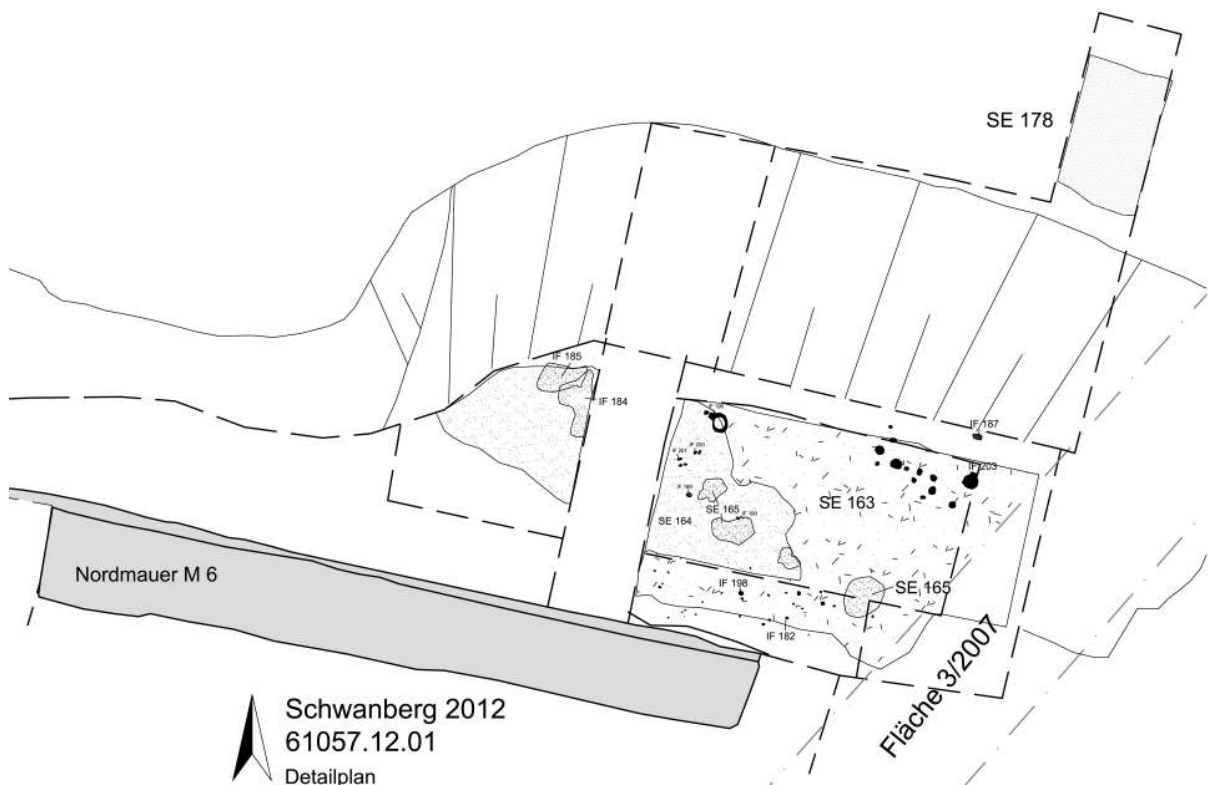 SE 178
IF 185
IF 184
IF 187
IF 203
SE 163
SE 165
SE 164
IF 198
SE 165
IF 182
Nordmauer M 6
Fläche 3/2007
Schwanberg 2012
61057.12.01
Detailplan